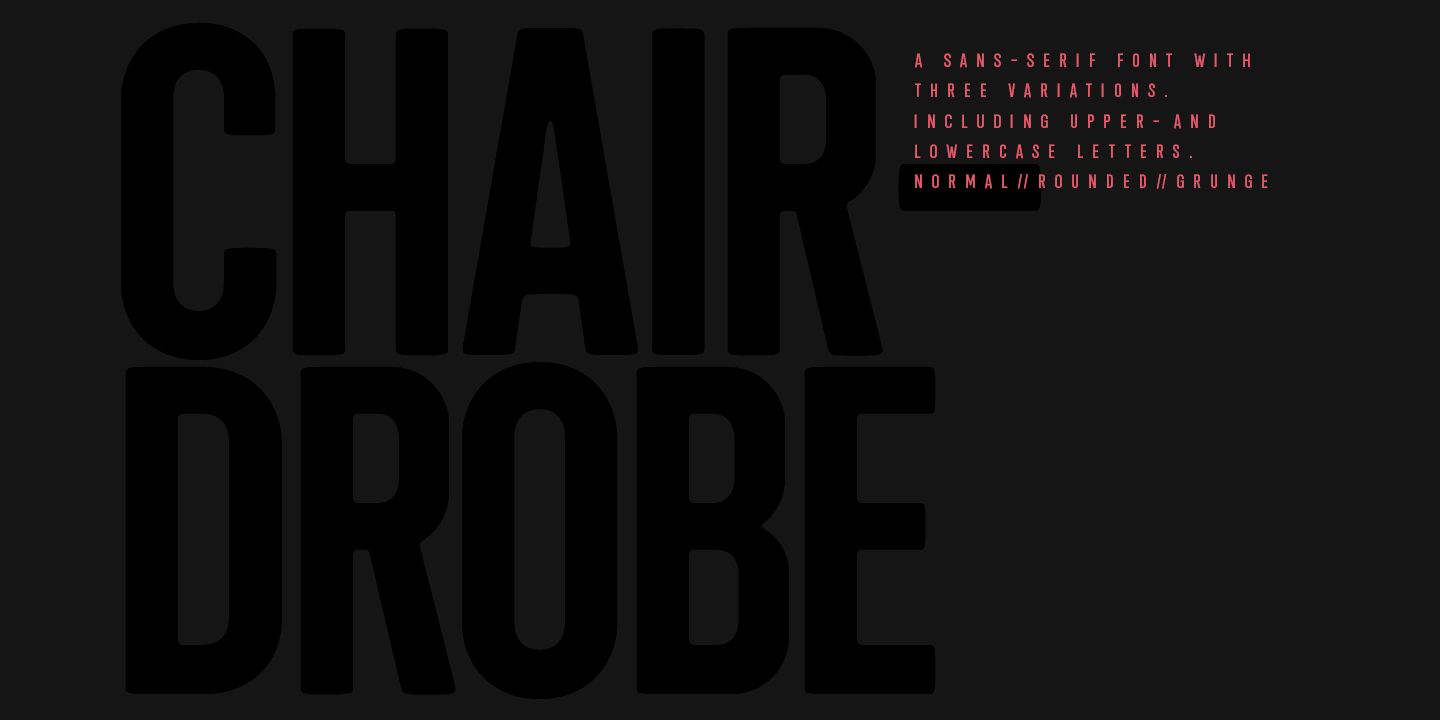 CHAIR-
DROBE
A SANS-SERIF FONT WITH
THREE VARIATIONS.
INCLUDING UPPER- AND
LOWERCASE LETTERS.
NORMAL//ROUNDED//GRUNGE